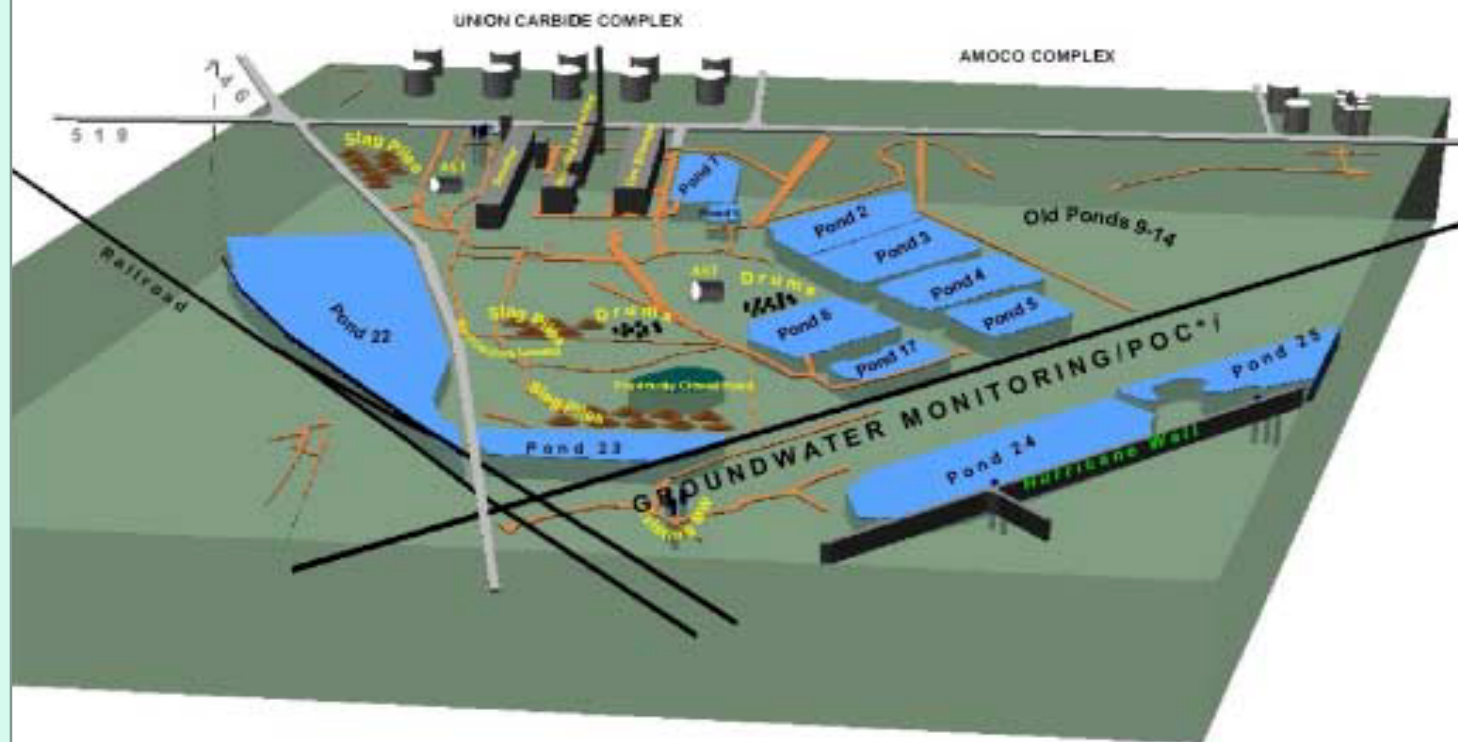 UNION CARBIDE COMPLEX
AMOCO COMPLEX
146
519
Slag Piles
AST
Pond 7
Pond 2
Pond 3
Pond 4
Pond 5
Old Ponds 9-14
Railroad
Pond 22
AST
Drums
Slag Piles
Drums
Pond 6
Pond 17
Pond 25
GROUNDWATER MONITORING/POC
Slag Piles
Pond 23
Pond 24
Hurricane Wall